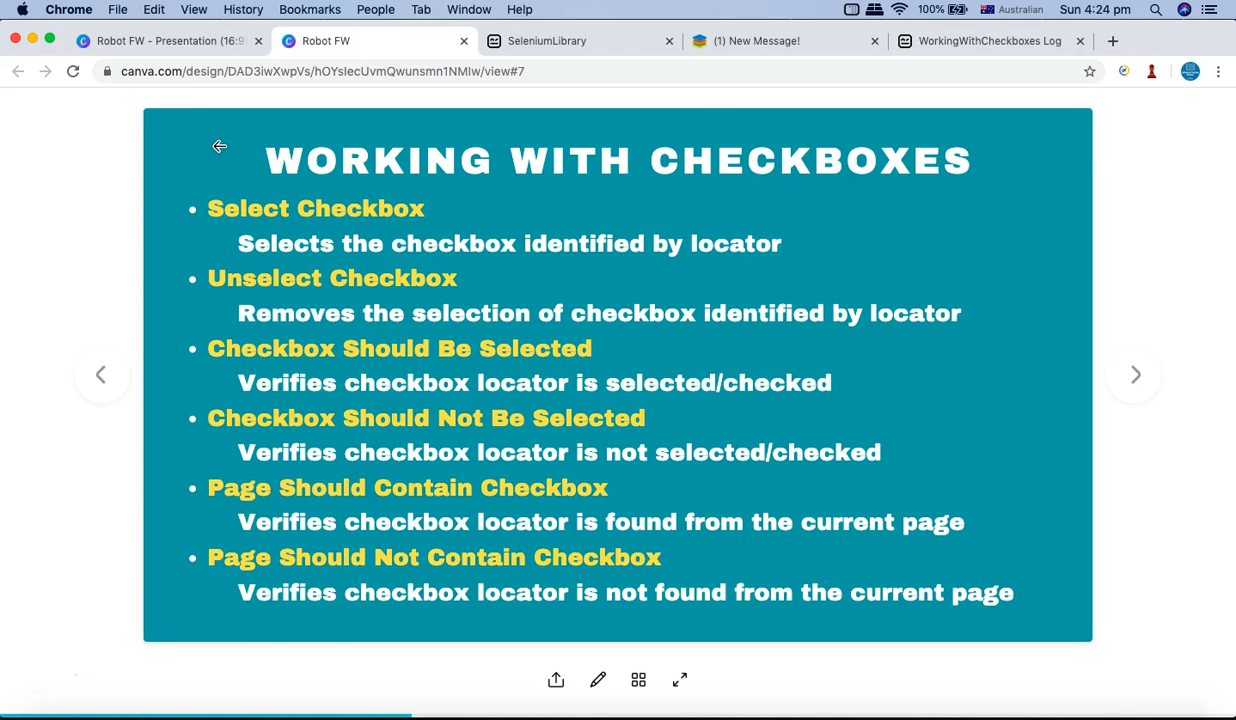 Chrome File Edit View History Bookmarks People Tab Window Help 100% Australian Sun 4:24 pm
Robot FW - Presentation (16:9 Robot FW SeleniumLibrary (1) New Message! WorkingWithCheckboxes Log
canva.com/design/DAD3iwXwpVs/hOYsIecUvmQwunsmn1NMIw/view#7
WORKING WITH CHECKBOXES
• Select Checkbox
Selects the checkbox identified by locator
• Unselect Checkbox
Removes the selection of checkbox identified by locator
• Checkbox Should Be Selected
Verifies checkbox locator is selected/checked
• Checkbox Should Not Be Selected
Verifies checkbox locator is not selected/checked
• Page Should Contain Checkbox
Verifies checkbox locator is found from the current page
• Page Should Not Contain Checkbox
Verifies checkbox locator is not found from the current page